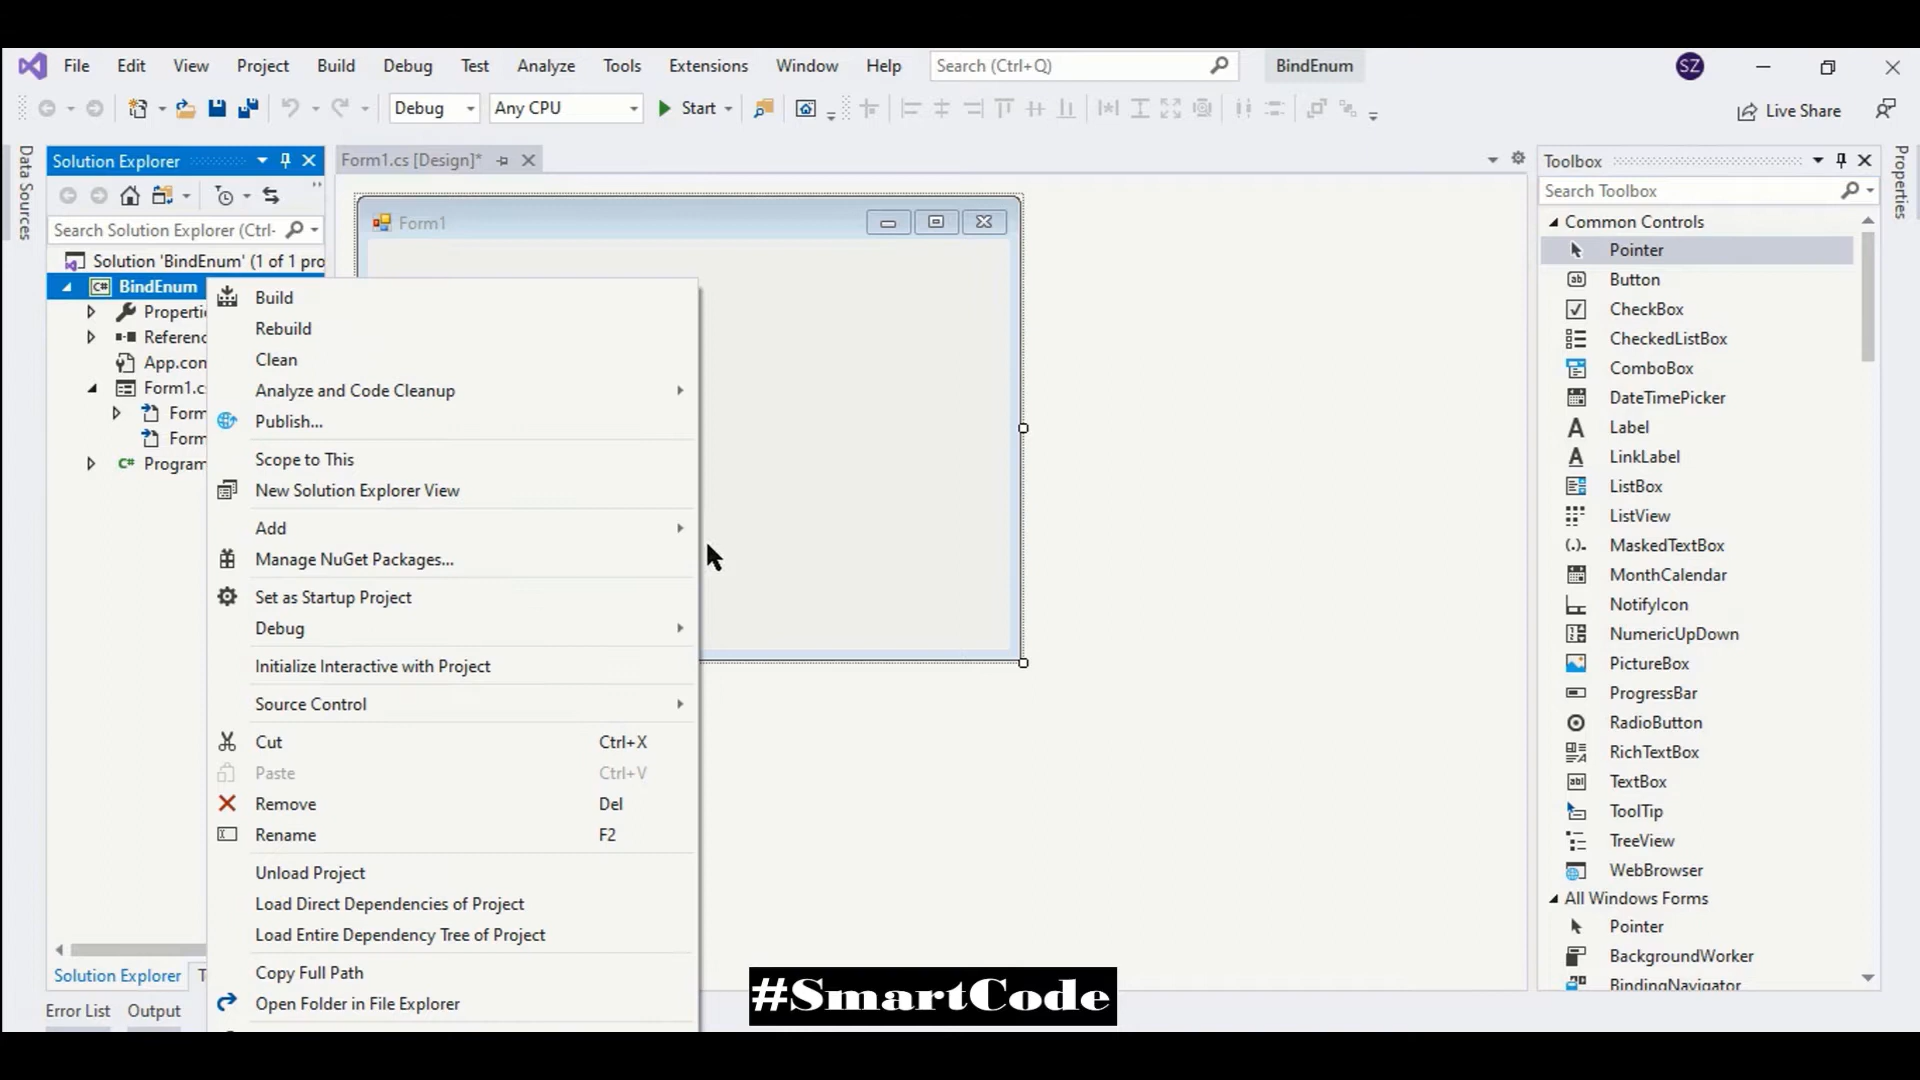 File Edit View Project Build Debug Test Analyze Tools Extensions Window Help Search (Ctrl+Q) BindEnum SZ
Debug Any CPU Start Live Share
Data Sources
Solution Explorer
Search Solution Explorer (Ctrl-
Solution 'BindEnum' (1 of 1 pro
BindEnum
Properti
Referenc
App.con
Form1.c
Form
Form
Program
Solution Explorer T
Error List Output
Form1.cs [Design]*
Form1
Build
Rebuild
Clean
Analyze and Code Cleanup
Publish...
Scope to This
New Solution Explorer View
Add
Manage NuGet Packages...
Set as Startup Project
Debug
Initialize Interactive with Project
Source Control
Cut Ctrl+X
Paste Ctrl+V
Remove Del
Rename F2
Unload Project
Load Direct Dependencies of Project
Load Entire Dependency Tree of Project
Copy Full Path
Open Folder in File Explorer
#SmartCode
Toolbox
Search Toolbox
Common Controls
Pointer
Button
CheckBox
CheckedListBox
ComboBox
DateTimePicker
Label
LinkLabel
ListBox
ListView
MaskedTextBox
MonthCalendar
NotifyIcon
NumericUpDown
PictureBox
ProgressBar
RadioButton
RichTextBox
TextBox
ToolTip
TreeView
WebBrowser
All Windows Forms
Pointer
BackgroundWorker
BindingNavigator
Properties